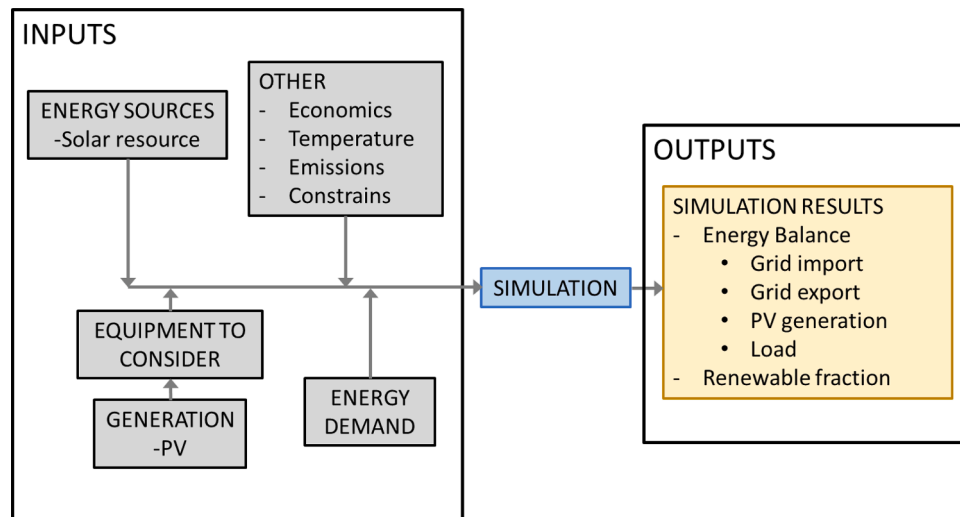 INPUTS
ENERGY SOURCES
-Solar resource
OTHER
- Economics
- Temperature
- Emissions
- Constrains
EQUIPMENT TO
CONSIDER
GENERATION
-PV
ENERGY
DEMAND
SIMULATION
OUTPUTS
SIMULATION RESULTS
- Energy Balance
• Grid import
• Grid export
• PV generation
• Load
- Renewable fraction